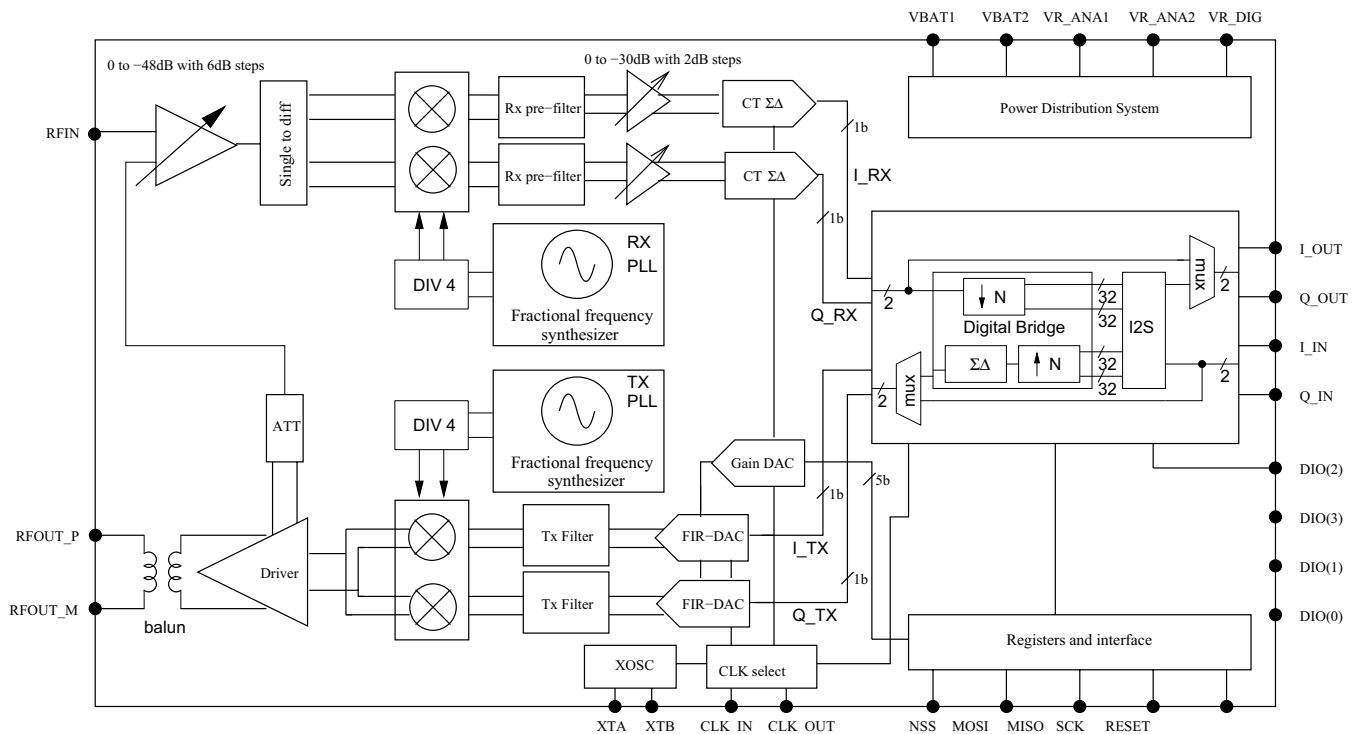 VBAT1 VBAT2 VR_ANA1 VR_ANA2 VR_DIG
0 to −48dB with 6dB steps
0 to −30dB with 2dB steps
RFIN
Single to diff
Rx pre−filter
CT ΣΔ
1b
Power Distribution System
Rx pre−filter
CT ΣΔ
1b
I_RX
DIV 4
RX
PLL
Fractional frequency
synthesizer
Q_RX
2
N
32
32
Digital Bridge
I2S
mux
2
I_OUT
Q_OUT
ΣΔ
N
32
32
mux
2
2
I_IN
Q_IN
ATT
DIV 4
TX
PLL
Fractional frequency
synthesizer
Gain DAC
5b
1b
DIO(2)
DIO(3)
DIO(1)
DIO(0)
RFOUT_P
RFOUT_M
balun
Driver
Tx Filter
FIR−DAC
I_TX
Tx Filter
FIR−DAC
1b
Q_TX
XOSC
CLK select
Registers and interface
XTA XTB CLK_IN CLK_OUT NSS MOSI MISO SCK RESET